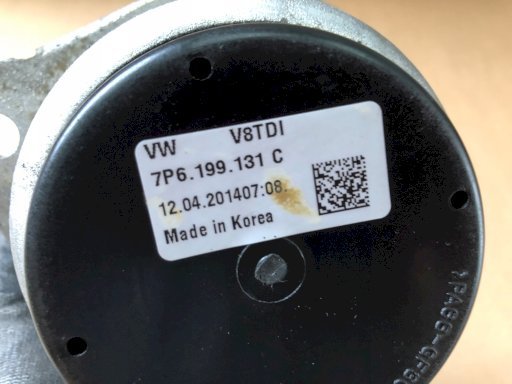 VW V8TDI
7P6.199.131 C
12.04.201407:08
Made in Korea